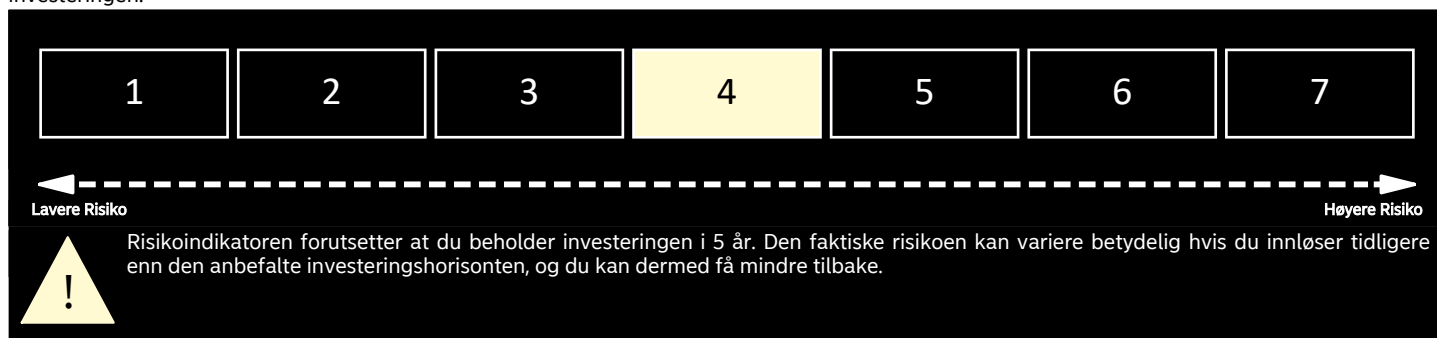 investeringen.
1 2 3 4 5 6 7
Lavere Risiko Høyere Risiko
Risikoindikatoren forutsetter at du beholder investeringen i 5 år. Den faktiske risikoen kan variere betydelig hvis du innløser tidligere
enn den anbefalte investeringshorisonten, og du kan dermed få mindre tilbake.
!